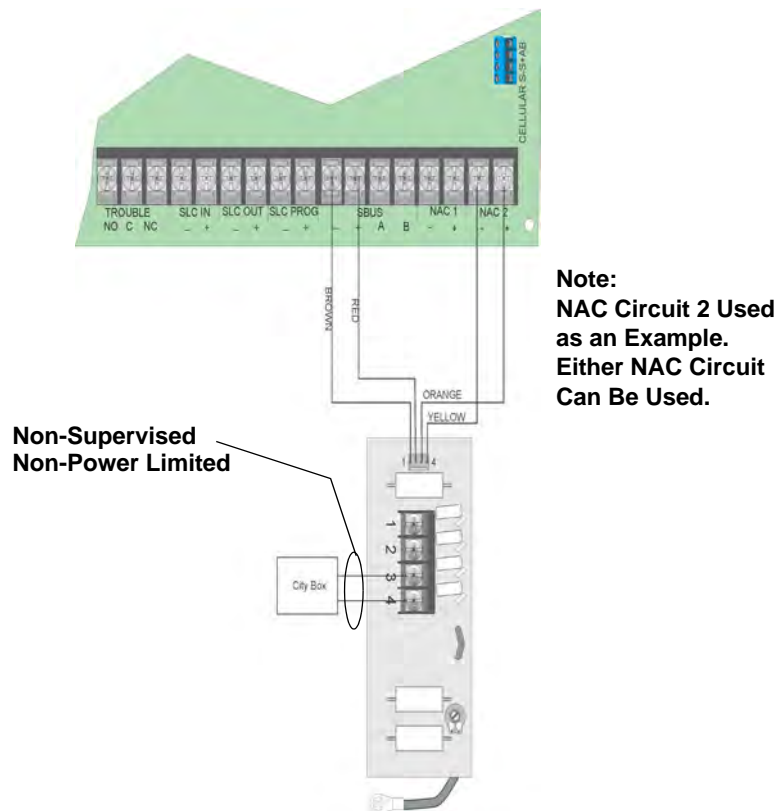 CELLULAR S-S+AB
TROUBLE SLC IN SLC OUT SLC PROG SBUS NAC 1 NAC 2
NO C NC – + – + – + – + A B – + – +
BROWN
RED
Note:
NAC Circuit 2 Used
as an Example.
Either NAC Circuit
Can Be Used.
ORANGE
YELLOW
Non-Supervised
Non-Power Limited
1 4
1
2
3
4
City Box